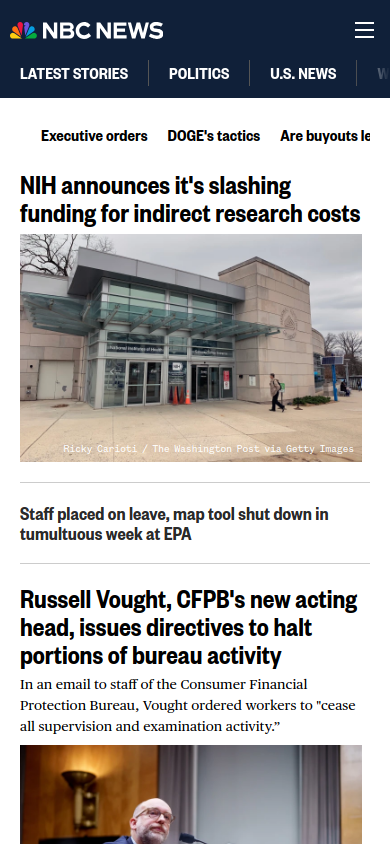 NBC NEWS
LATEST STORIES
POLITICS
U.S. NEWS
Executive orders
DOGE's tactics
Are buyouts le
NIH announces it's slashing
funding for indirect research costs
Ricky Carioti / The Washington Post via Getty Images
Staff placed on leave, map tool shut down in
tumultuous week at EPA
Russell Vought, CFPB's new acting
head, issues directives to halt
portions of bureau activity
In an email to staff of the Consumer Financial
Protection Bureau, Vought ordered workers to "cease
all supervision and examination activity.”